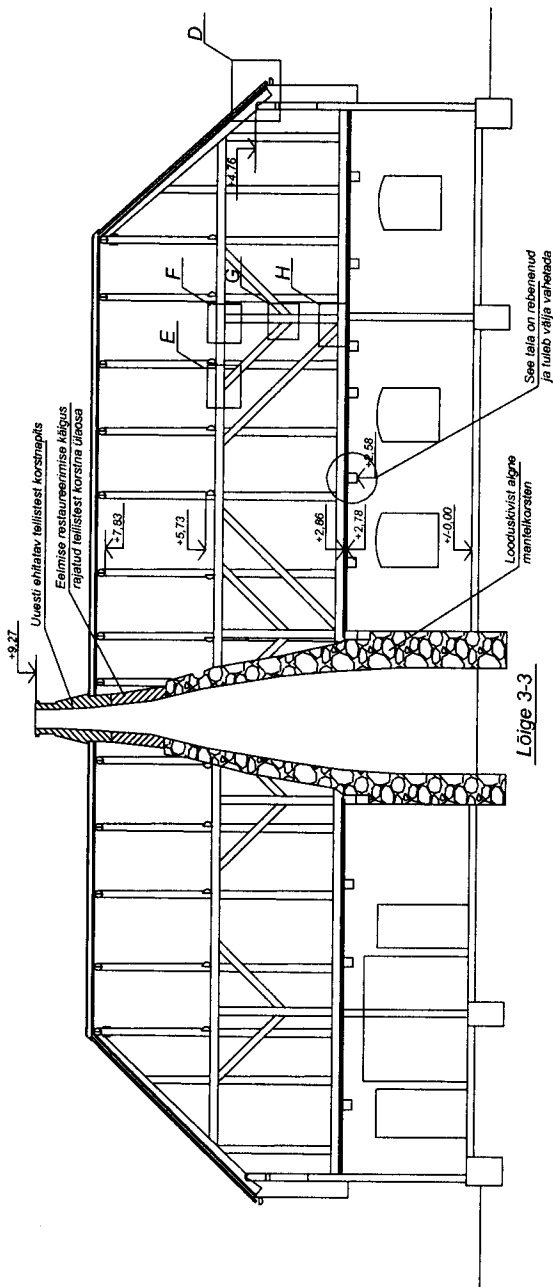 +9,27
Uuesti ehitatav tellistest korstnapits
Eelmise restaureerimise käigus
rajatud tellistest korstna ülaosa
+7,83
+5,73
+2,86
+2,78
+2,58
+/-0,00
+4,76
D
E
F
G
H
See tala on rebenenud
ja tuleb välja vahetada
Looduskivist algne
mantelkorsten
Lõige 3-3